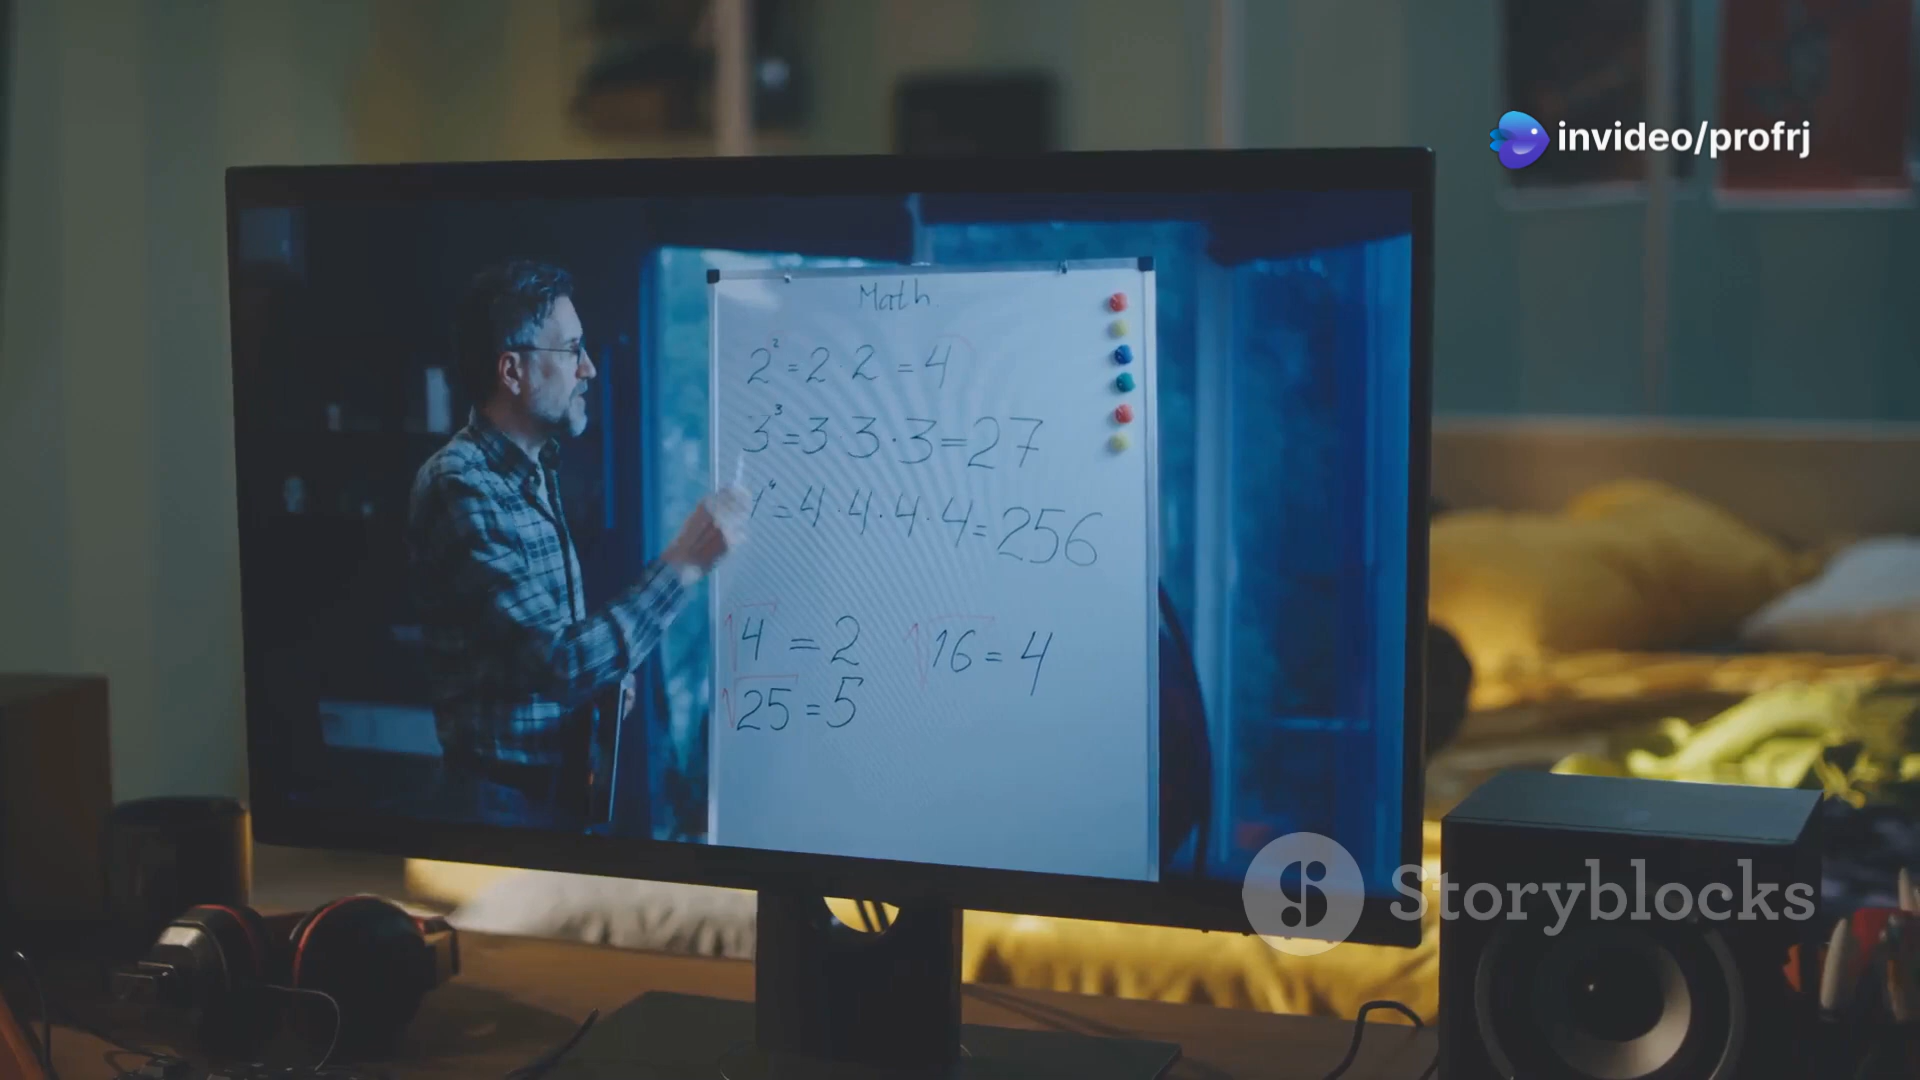 invideo/profrj
Math
2² = 2 · 2 = 4
3³ = 3 · 3 · 3 = 27
⁴ = 4 · 4 · 4 · 4 = 256
√4 = 2 √16 = 4
√25 = 5
Storyblocks